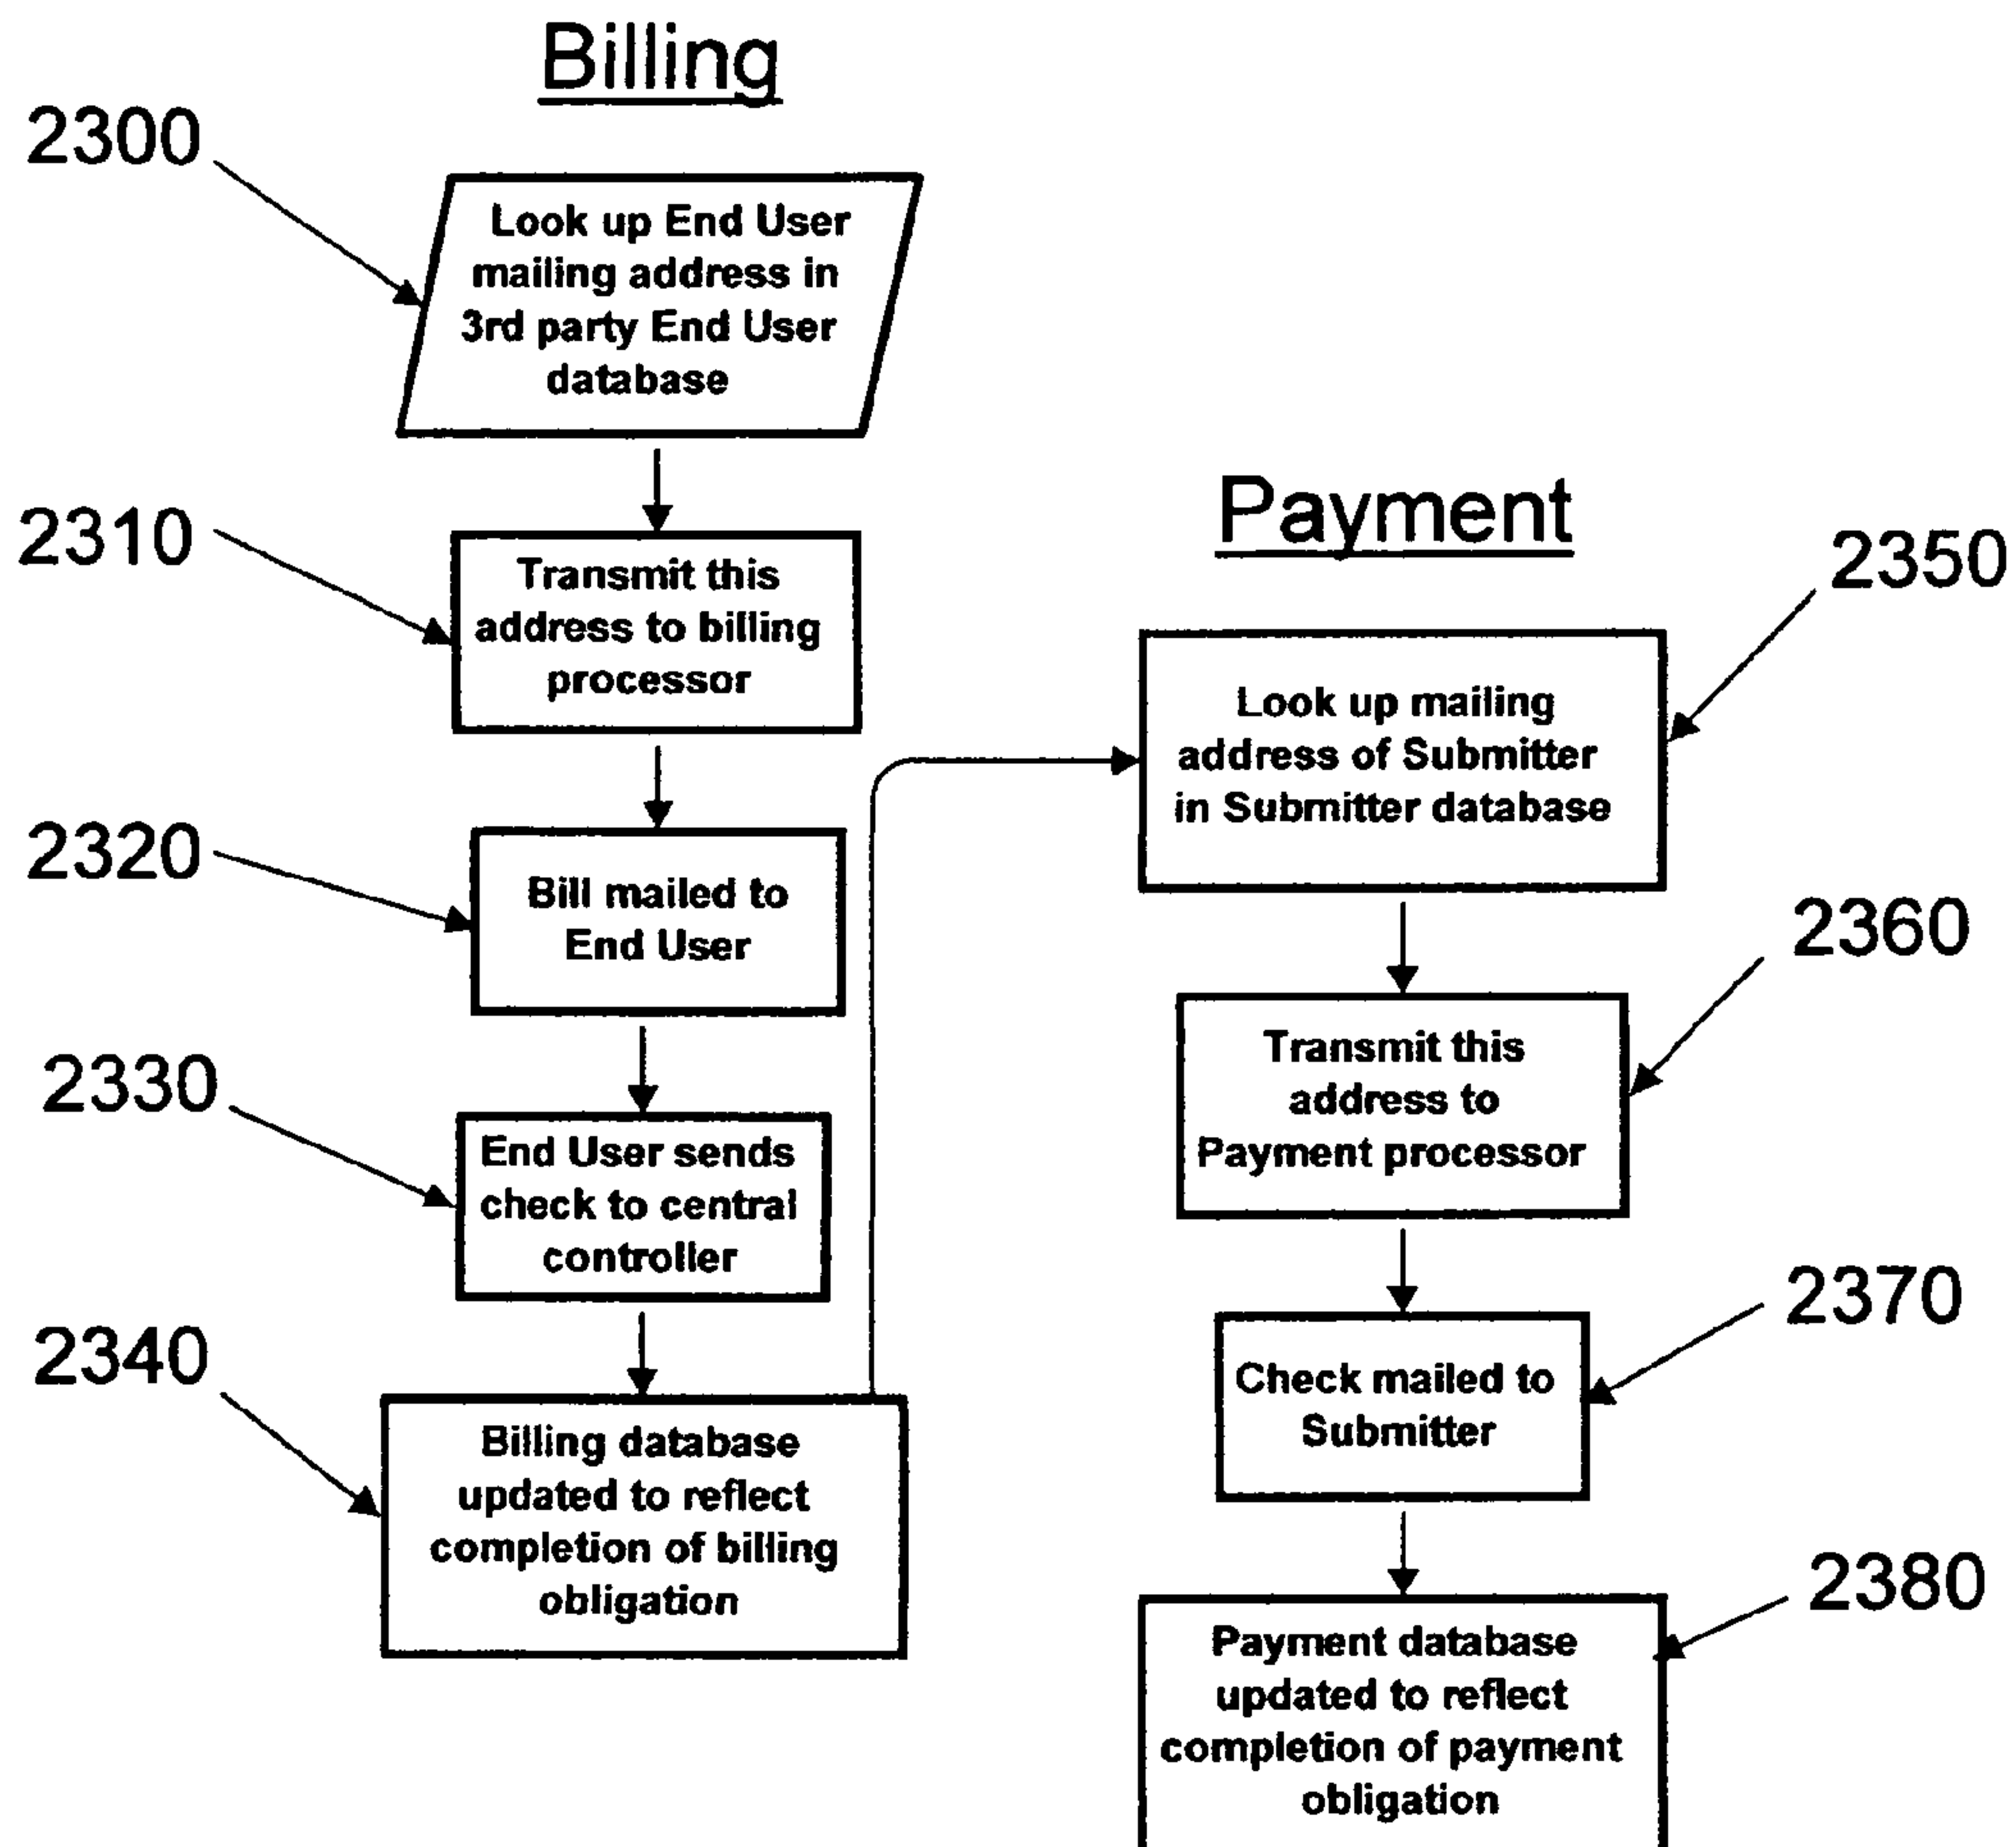 Billing
2300
Look up End User
mailing address in
3rd party End User
database
2310
Transmit this
address to billing
processor
2320
Bill mailed to
End User
2330
End User sends
check to central
controller
2340
Billing database
updated to reflect
completion of billing
obligation
Payment
2350
Look up mailing
address of Submitter
in Submitter database
2360
Transmit this
address to
Payment processor
2370
Check mailed to
Submitter
2380
Payment database
updated to reflect
completion of payment
obligation